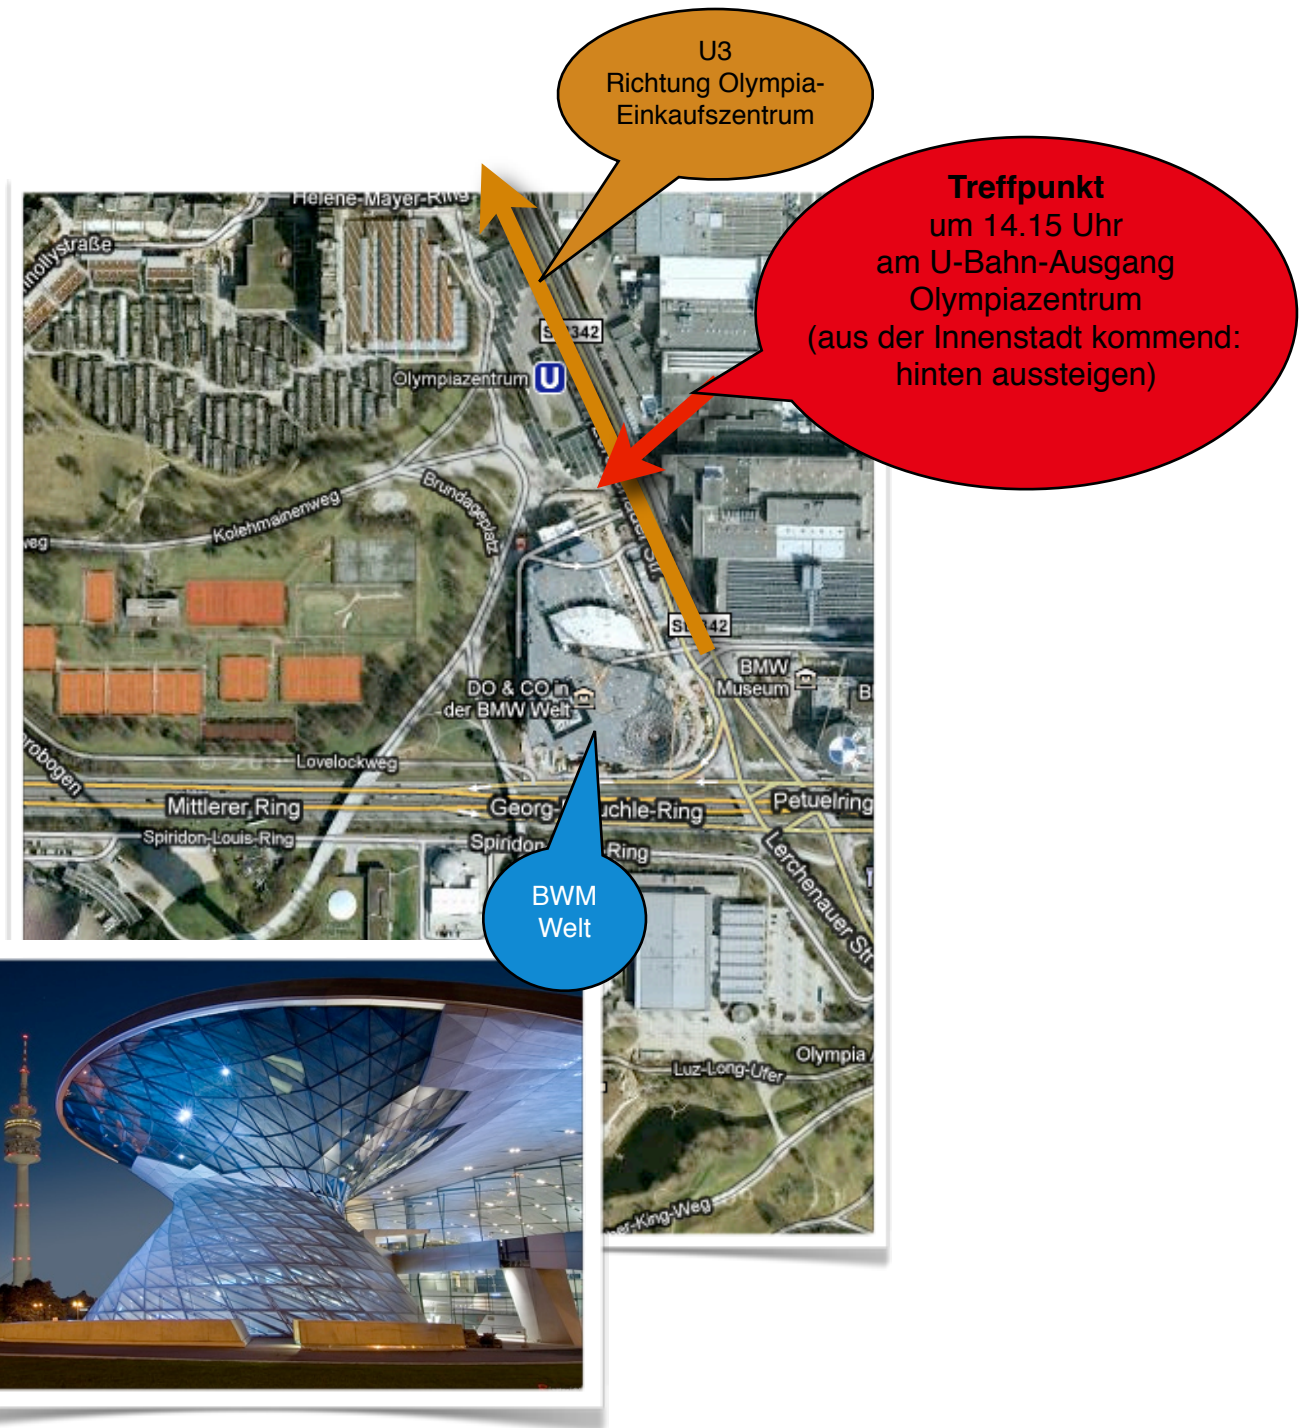 U3
Richtung Olympia-
Einkaufszentrum
Treffpunkt
um 14.15 Uhr
am U-Bahn-Ausgang
Olympiazentrum
(aus der Innenstadt kommend:
hinten aussteigen)
Helene-Mayer-Ring
Olympiazentrum
U
Kolehmainenweg
Brundageplatz
weg
BMW
Museum
DO & CO in
der BMW Welt
Lovelockweg
Mittlerer Ring
Petuelring
Spiridon-Louis-Ring
Lerchenauer Str
BWM
Welt
Olympia
Luz-Long-Ufer